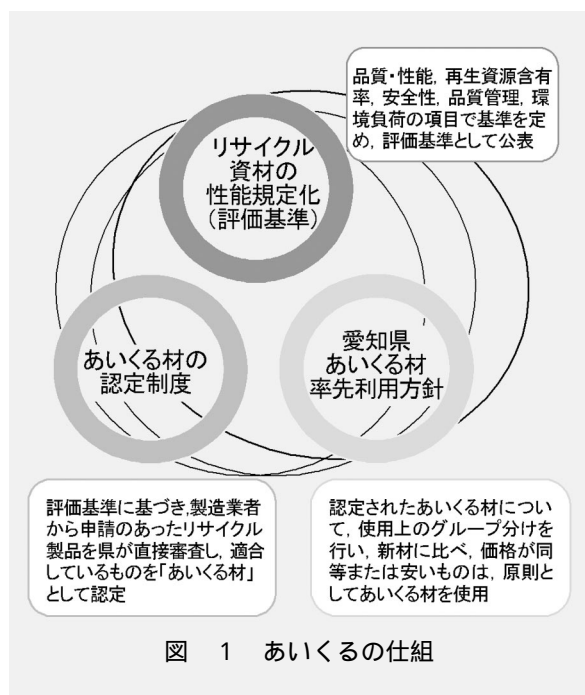 品質・性能, 再生資源含有
率, 安全性, 品質管理, 環
境負荷の項目で基準を定
め, 評価基準として公表
リサイクル
資材の
性能規定化
(評価基準)
あいくる材の
認定制度
愛知県
あいくる材
率先利用方針
評価基準に基づき,製造業者
から申請のあったリサイクル
製品を県が直接審査し, 適合
しているものを「あいくる材」
として認定
認定されたあいくる材につい
て, 使用上のグループ分けを
行い, 新材に比べ, 価格が同
等または安いものは, 原則と
してあいくる材を使用
図 1 あいくるの仕組